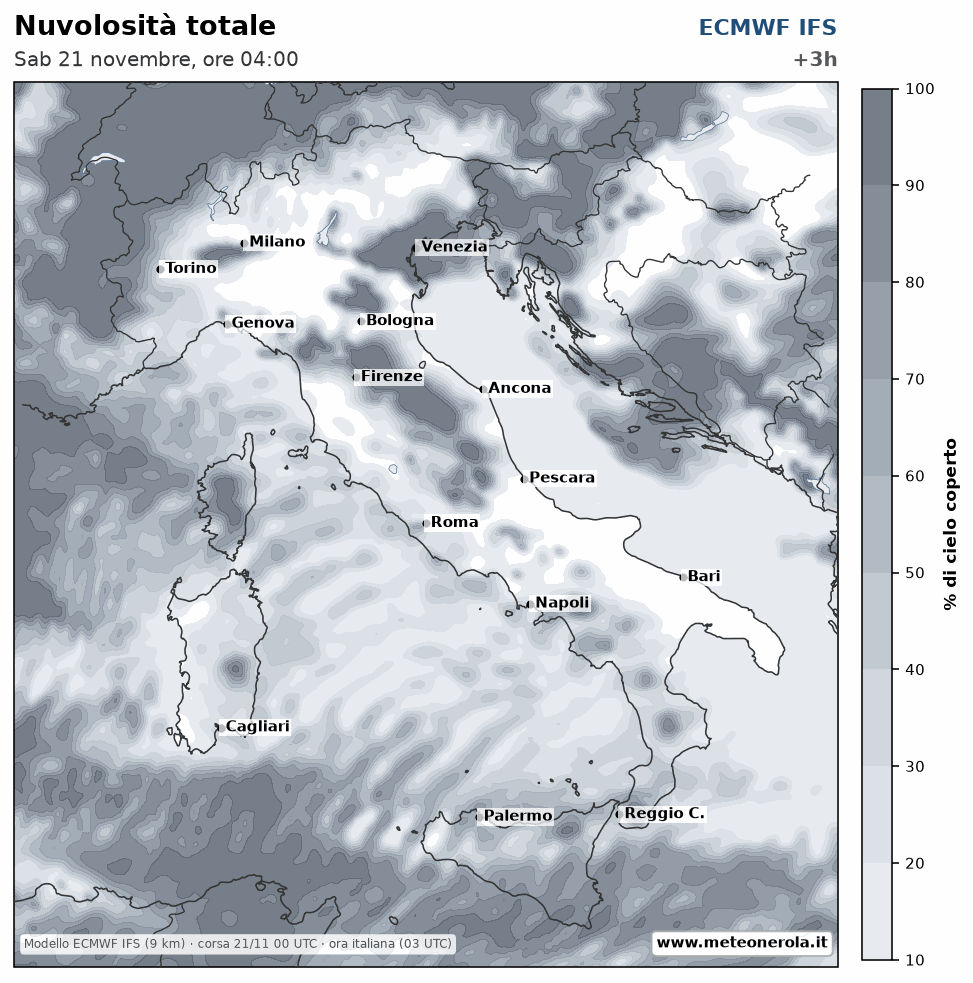 Nuvolosità totale
ECMWF IFS
Sab 21 novembre, ore 04:00
+3h
100
90
80
70
60
50
40
30
20
10
% di cielo coperto
Milano
Venezia
Torino
Genova
Bologna
Firenze
Ancona
Pescara
Roma
Bari
Napoli
Cagliari
Palermo
Reggio C.
Modello ECMWF IFS (9 km) · corsa 21/11 00 UTC · ora italiana (03 UTC)
www.meteonerola.it